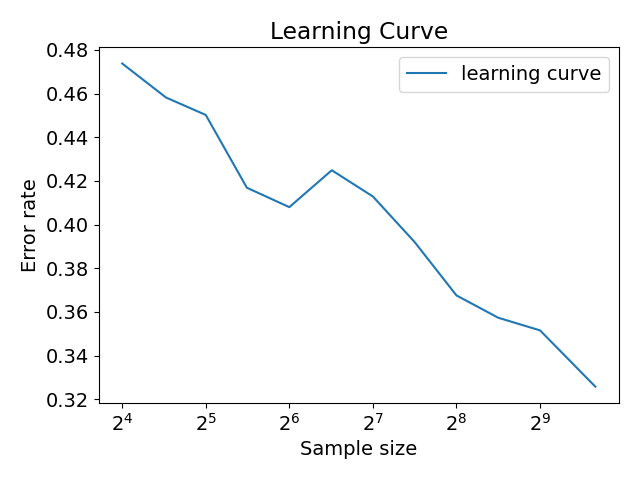 Learning Curve
learning curve
Error rate
0.48
0.46
0.44
0.42
0.40
0.38
0.36
0.34
0.32
2⁴ 2⁵ 2⁶ 2⁷ 2⁸ 2⁹
Sample size